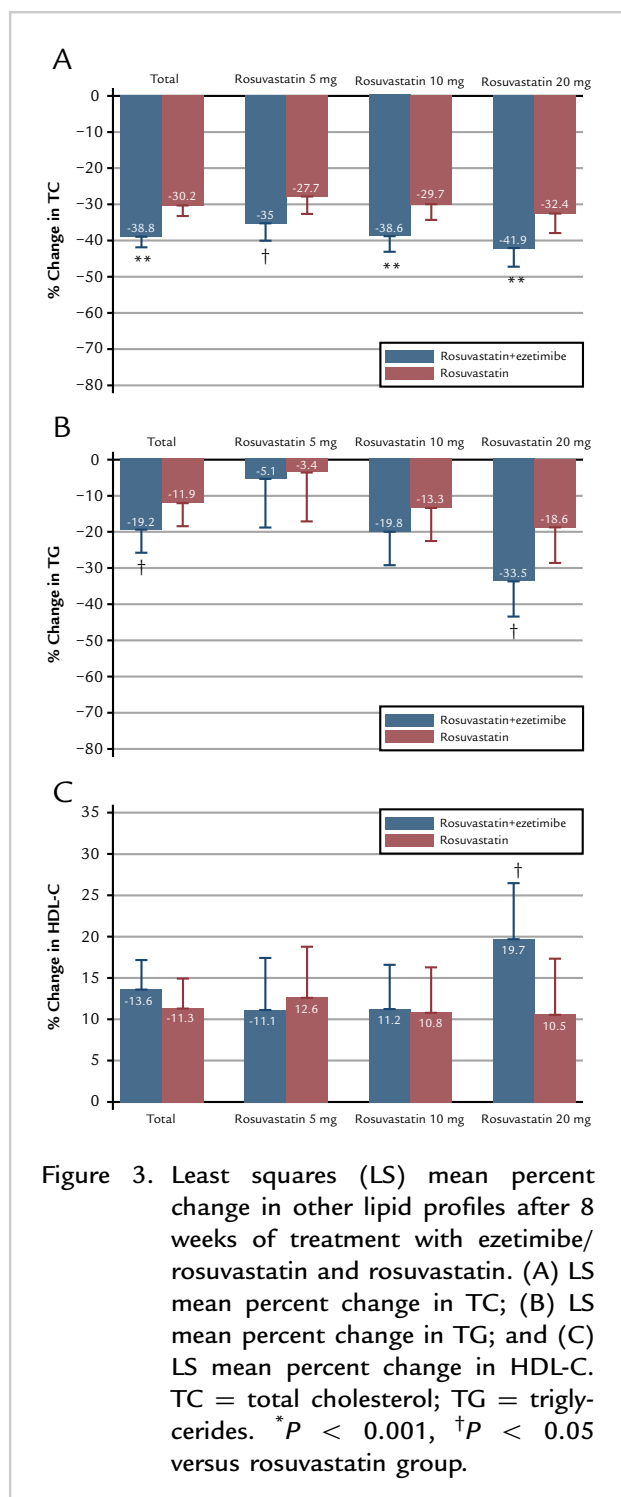 A
Total Rosuvastatin 5 mg Rosuvastatin 10 mg Rosuvastatin 20 mg
% Change in TC
0
−10
−20
−30
−40
−50
−60
−70
−80
-38.8 -30.2 -35 -27.7 -38.6 -29.7 -41.9 -32.4
** † ** **
Rosuvastatin+ezetimibe
Rosuvastatin
B
Total Rosuvastatin 5 mg Rosuvastatin 10 mg Rosuvastatin 20 mg
% Change in TG
0
−10
−20
−30
−40
−50
−60
−70
−80
-19.2 -11.9 -5.1 -3.4 -19.8 -13.3 -33.5 -18.6
† †
Rosuvastatin+ezetimibe
Rosuvastatin
C
% Change in HDL-C
35
30
25
20
15
10
5
0
Rosuvastatin+ezetimibe
Rosuvastatin
†
-13.6 -11.3 -11.1 12.6 11.2 10.8 19.7 10.5
Total Rosuvastatin 5 mg Rosuvastatin 10 mg Rosuvastatin 20 mg
Figure 3. Least squares (LS) mean percent
change in other lipid profiles after 8
weeks of treatment with ezetimibe/
rosuvastatin and rosuvastatin. (A) LS
mean percent change in TC; (B) LS
mean percent change in TG; and (C)
LS mean percent change in HDL-C.
TC = total cholesterol; TG = trigly-
cerides. *P < 0.001, †P < 0.05
versus rosuvastatin group.